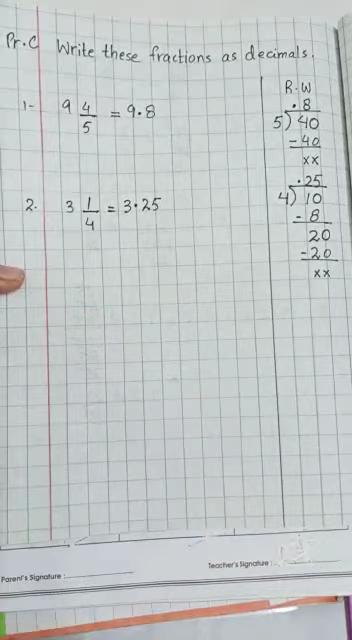 Pr.C Write these fractions as decimals.
1- 9 4/5 = 9.8
2. 3 1/4 = 3.25
R.W
.8
5)40
-40
xx
.25
4)10
-8
20
-20
xx
Parent's Signature :
Teacher's Signature :